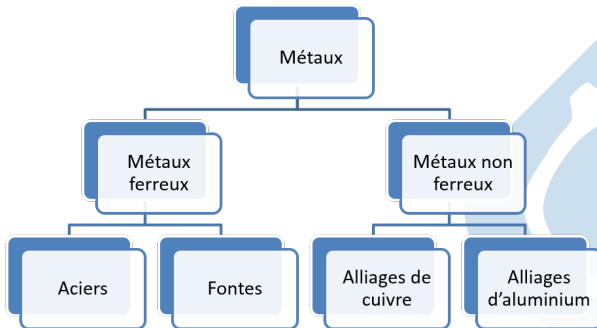 Métaux
Métaux
ferreux
Métaux non
ferreux
Aciers
Fontes
Alliages de
cuivre
Alliages
d’aluminium